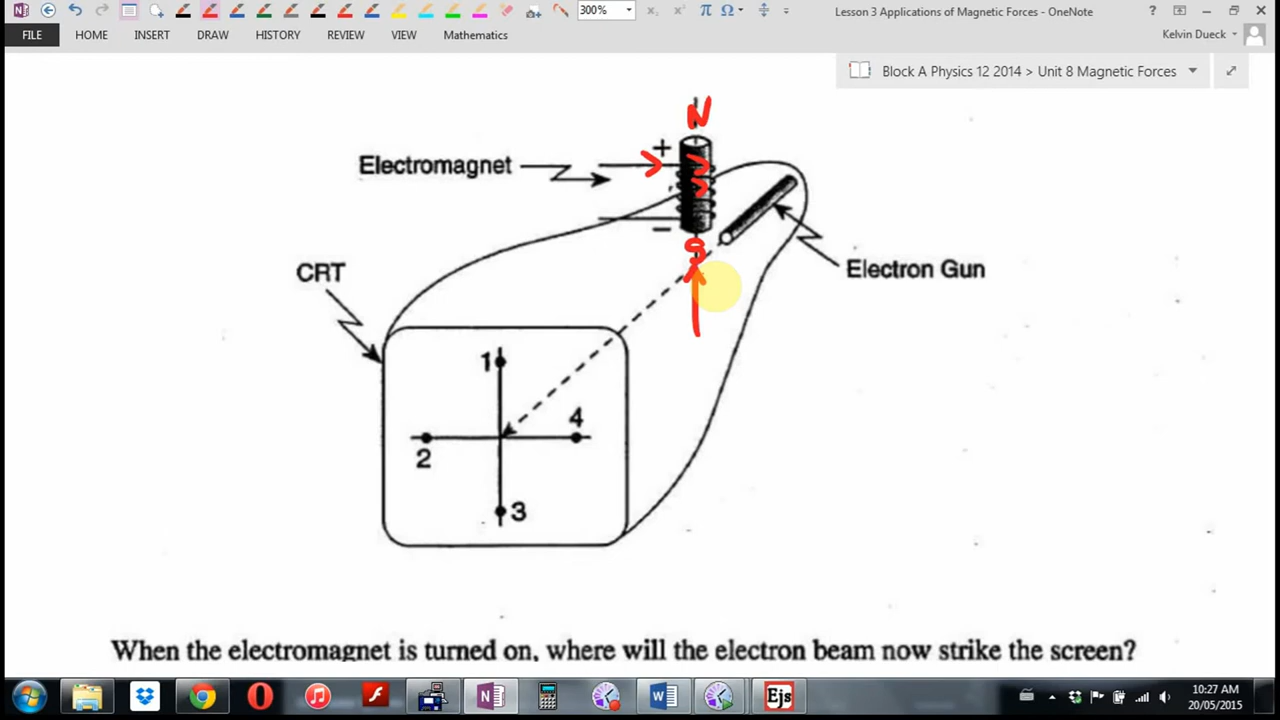 300%
Lesson 3 Applications of Magnetic Forces - OneNote
FILE HOME INSERT DRAW HISTORY REVIEW VIEW Mathematics
Kelvin Dueck
Block A Physics 12 2014 > Unit 8 Magnetic Forces
N
+
Electromagnet
−
S
Electron Gun
CRT
1
4
2
3
When the electromagnet is turned on, where will the electron beam now strike the screen?
Ejs
10:27 AM
20/05/2015